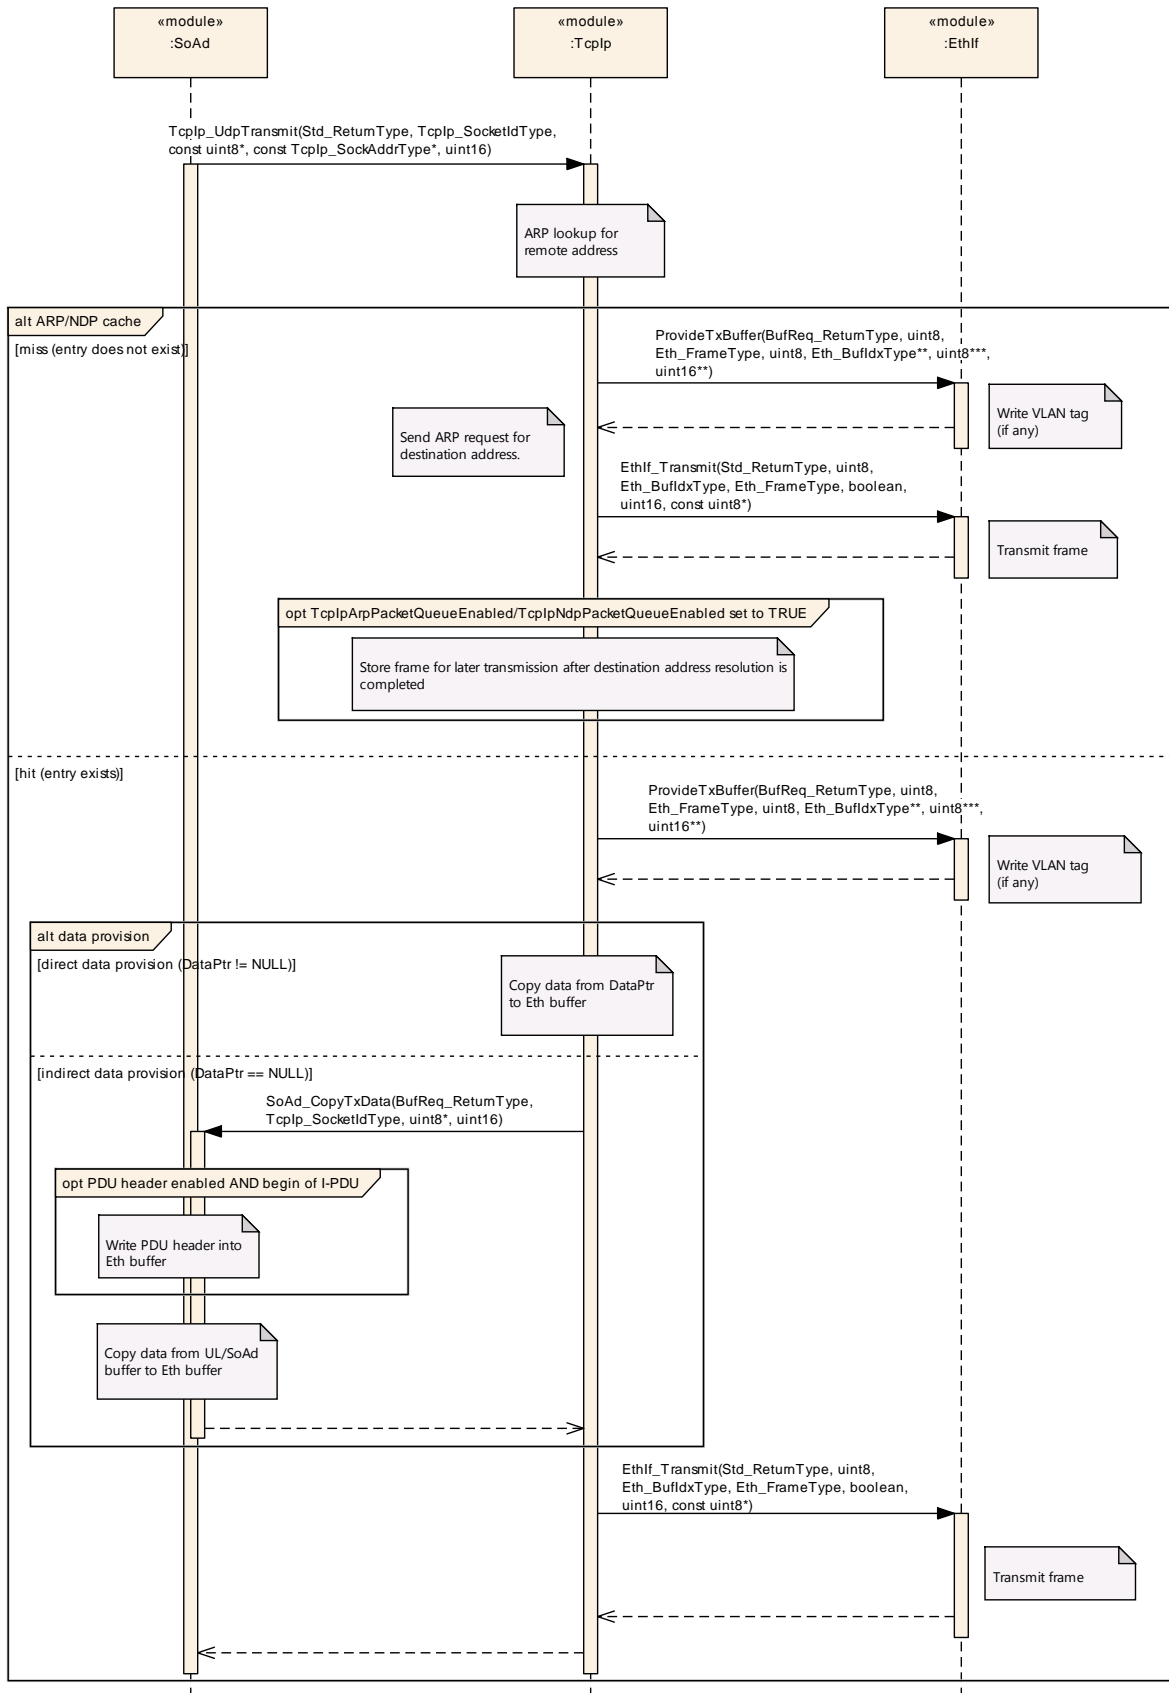 «module»
:SoAd
«module»
:TcpIp
«module»
:EthIf
TcpIp_UdpTransmit(Std_ReturnType, TcpIp_SocketIdType,
const uint8*, const TcpIp_SockAddrType*, uint16)
ARP lookup for
remote address
alt ARP/NDP cache
[miss (entry does not exist)]
ProvideTxBuffer(BufReq_ReturnType, uint8,
Eth_FrameType, uint8, Eth_BufIdxType**, uint8***,
uint16**)
Write VLAN tag
(if any)
Send ARP request for
destination address.
EthIf_Transmit(Std_ReturnType, uint8,
Eth_BufIdxType, Eth_FrameType, boolean,
uint16, const uint8*)
Transmit frame
opt TcpIpArpPacketQueueEnabled/TcpIpNdpPacketQueueEnabled set to TRUE
Store frame for later transmission after destination address resolution is
completed
[hit (entry exists)]
ProvideTxBuffer(BufReq_ReturnType, uint8,
Eth_FrameType, uint8, Eth_BufIdxType**, uint8***,
uint16**)
Write VLAN tag
(if any)
alt data provision
[direct data provision (DataPtr != NULL)]
Copy data from DataPtr
to Eth buffer
[indirect data provision (DataPtr == NULL)]
SoAd_CopyTxData(BufReq_ReturnType,
TcpIp_SocketIdType, uint8*, uint16)
opt PDU header enabled AND begin of I-PDU
Write PDU header into
Eth buffer
Copy data from UL/SoAd
buffer to Eth buffer
EthIf_Transmit(Std_ReturnType, uint8,
Eth_BufIdxType, Eth_FrameType, boolean,
uint16, const uint8*)
Transmit frame